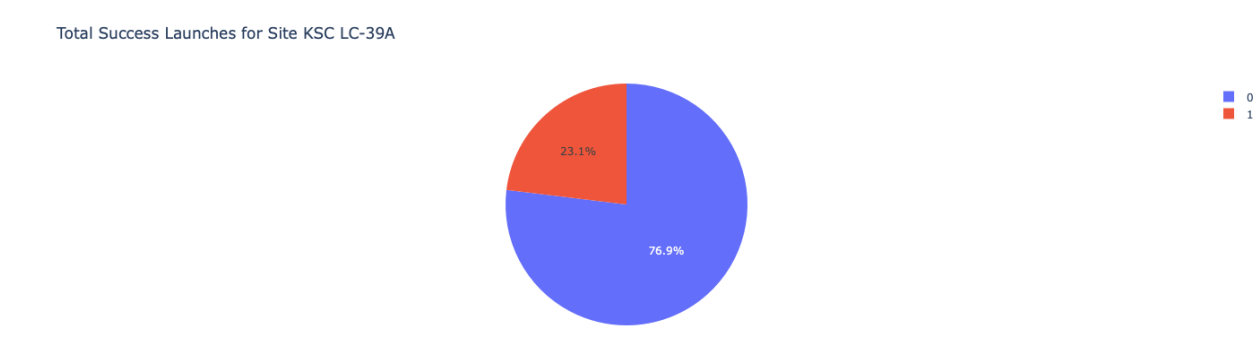 Total Success Launches for Site KSC LC-39A
0
1
23.1%
76.9%